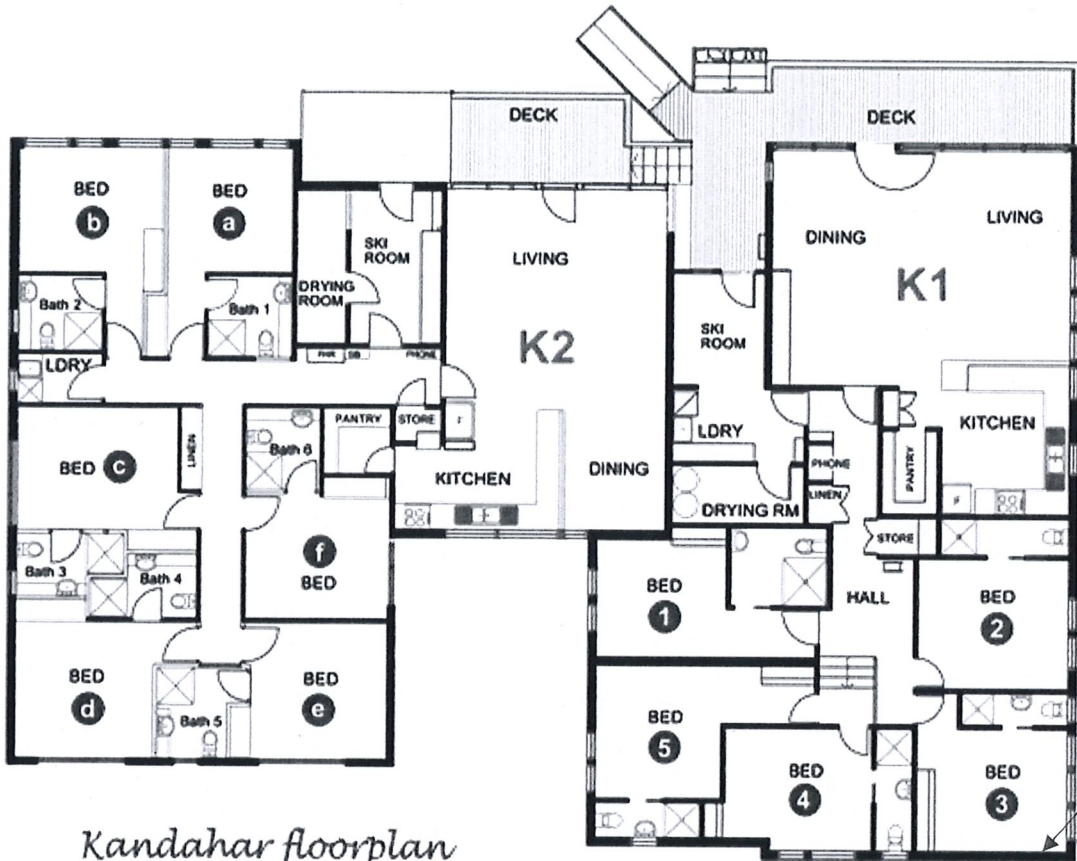 DECK
DECK
BED
b
BED
a
Bath 2
Bath 1
LDRY
DRYING
ROOM
SKI
ROOM
SB
PHONE
LIVING
K2
DINING
KITCHEN
STORE
PANTRY
BED c
LINEN
Bath 6
f
BED
Bath 3
Bath 4
BED
d
Bath 5
BED
e
DINING
LIVING
K1
SKI
ROOM
LDRY
KITCHEN
PANTRY
F
PHONE
LINEN
DRYING RM
STORE
HALL
BED
1
BED
2
BED
5
BED
4
BED
3
Kandahar floorplan